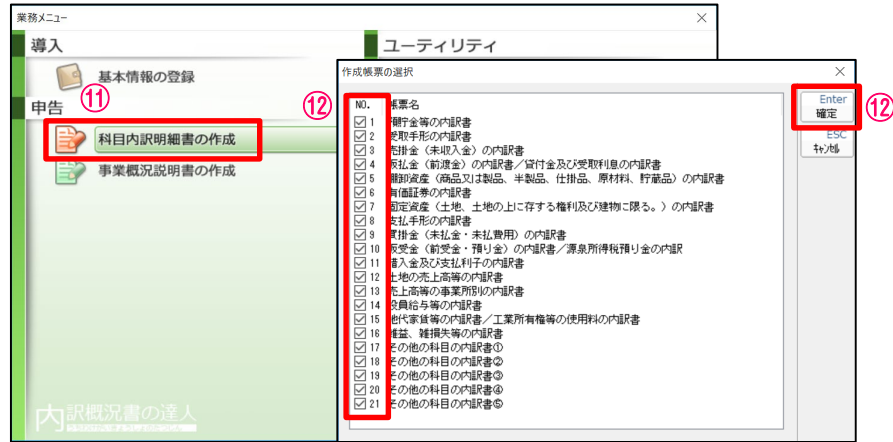 業務メニュー
導入
基本情報の登録
⑪
申告
科目内訳明細書の作成
事業概況説明書の作成
内訳概況書の達人
ユーティリティ
作成帳票の選択
⑫
NO. 帳票名
1 預貯金等の内訳書
2 受取手形の内訳書
3 売掛金（未収入金）の内訳書
4 仮払金（前渡金）の内訳書／貸付金及び受取利息の内訳書
5 棚卸資産（商品又は製品、半製品、仕掛品、原材料、貯蔵品）の内訳書
6 有価証券の内訳書
7 固定資産（土地、土地の上に存する権利及び建物に限る。）の内訳書
8 支払手形の内訳書
9 買掛金（未払金・未払費用）の内訳書
10 仮受金（前受金・預り金）の内訳書／源泉所得税預り金の内訳
11 借入金及び支払利子の内訳書
12 土地の売上高等の内訳書
13 売上高等の事業所別の内訳書
14 役員給与等の内訳書
15 地代家賃等の内訳書／工業所有権等の使用料の内訳書
16 雑益、雑損失等の内訳書
17 その他の科目の内訳書①
18 その他の科目の内訳書②
19 その他の科目の内訳書③
20 その他の科目の内訳書④
21 その他の科目の内訳書⑤
Enter
確定
⑫
ESC
キャンセル